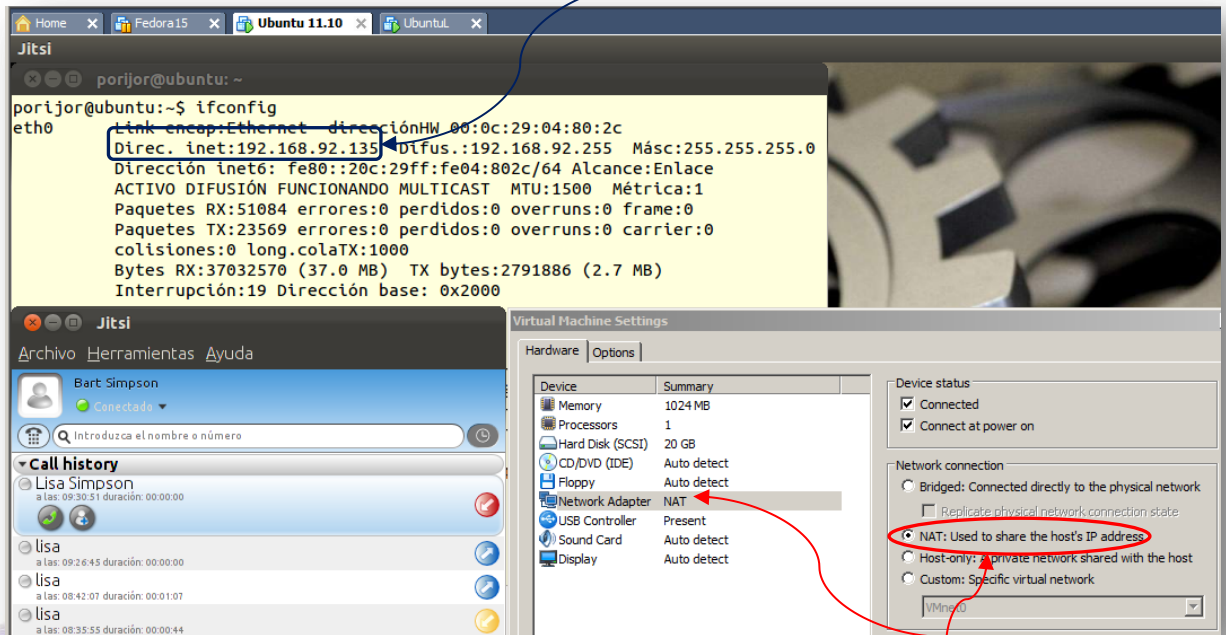 Home Fedora15 Ubuntu 11.10 UbuntuL
Jitsi
porijor@ubuntu: ~
porijor@ubuntu:~$ ifconfig
eth0 Link encap:Ethernet direcciónHW 00:0c:29:04:80:2c
Direc. inet:192.168.92.135 Difus.:192.168.92.255 Másc:255.255.255.0
Dirección inet6: fe80::20c:29ff:fe04:802c/64 Alcance:Enlace
ACTIVO DIFUSIÓN FUNCIONANDO MULTICAST MTU:1500 Métrica:1
Paquetes RX:51084 errores:0 perdidos:0 overruns:0 frame:0
Paquetes TX:23569 errores:0 perdidos:0 overruns:0 carrier:0
colisiones:0 long.colaTX:1000
Bytes RX:37032570 (37.0 MB) TX bytes:2791886 (2.7 MB)
Interrupción:19 Dirección base: 0x2000
Jitsi
Archivo Herramientas Ayuda
Bart Simpson
Conectado
Introduzca el nombre o número
Call history
Lisa Simpson
a las: 09:30:51 duración: 00:00:00
lisa
a las: 09:26:45 duración: 00:00:00
lisa
a las: 08:42:07 duración: 00:01:07
lisa
a las: 08:35:55 duración: 00:00:44
Virtual Machine Settings
Hardware Options
Device Summary
Memory 1024 MB
Processors 1
Hard Disk (SCSI) 20 GB
CD/DVD (IDE) Auto detect
Floppy Auto detect
Network Adapter NAT
USB Controller Present
Sound Card Auto detect
Display Auto detect
Device status
Connected
Connect at power on
Network connection
Bridged: Connected directly to the physical network
Replicate physical network connection state
NAT: Used to share the host's IP address
Host-only: A private network shared with the host
Custom: Specific virtual network
VMnet0